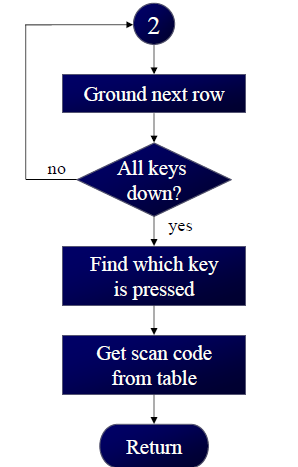 2
Ground next row
All keys
down?
no
yes
Find which key
is pressed
Get scan code
from table
Return